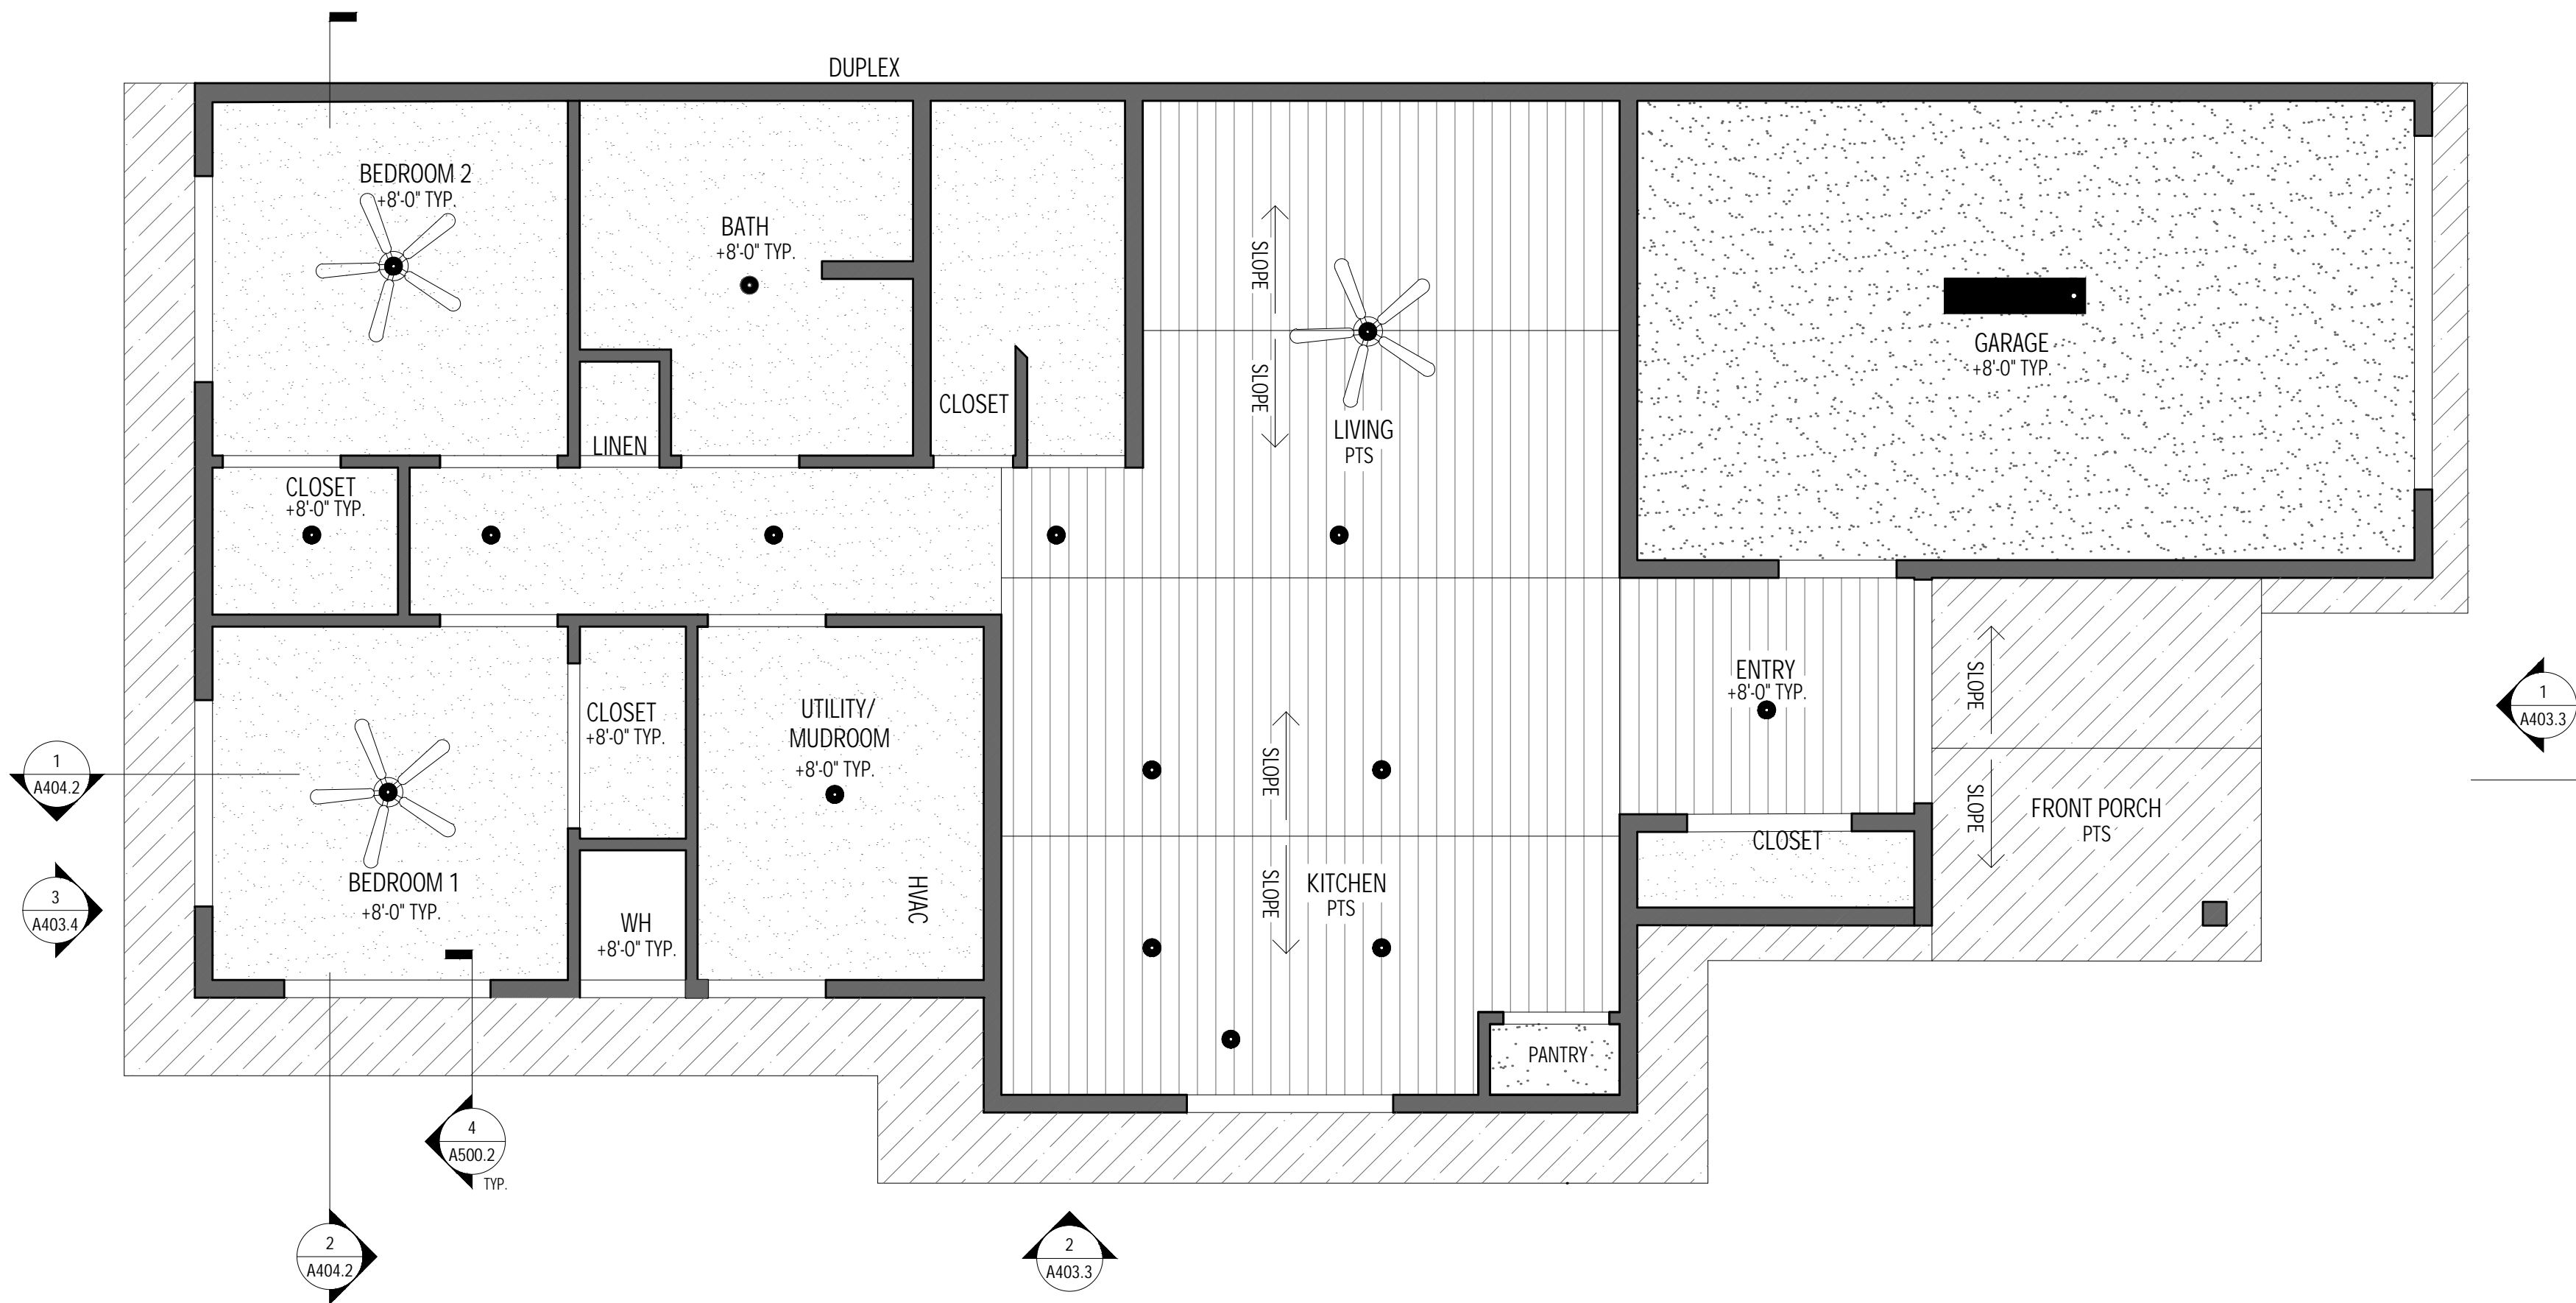 DUPLEX
BEDROOM 2
+8'-0" TYP.
BATH
+8'-0" TYP.
SLOPE
SLOPE
GARAGE
+8'-0" TYP.
CLOSET
LINEN
LIVING
PTS
CLOSET
+8'-0" TYP.
ENTRY
+8'-0" TYP.
SLOPE
SLOPE
1
A403.3
CLOSET
+8'-0" TYP.
UTILITY/
MUDROOM
+8'-0" TYP.
SLOPE
SLOPE
1
A404.2
FRONT PORCH
PTS
CLOSET
BEDROOM 1
+8'-0" TYP.
HVAC
KITCHEN
PTS
3
A403.4
WH
+8'-0" TYP.
PANTRY
4
A500.2
TYP.
2
A404.2
2
A403.3